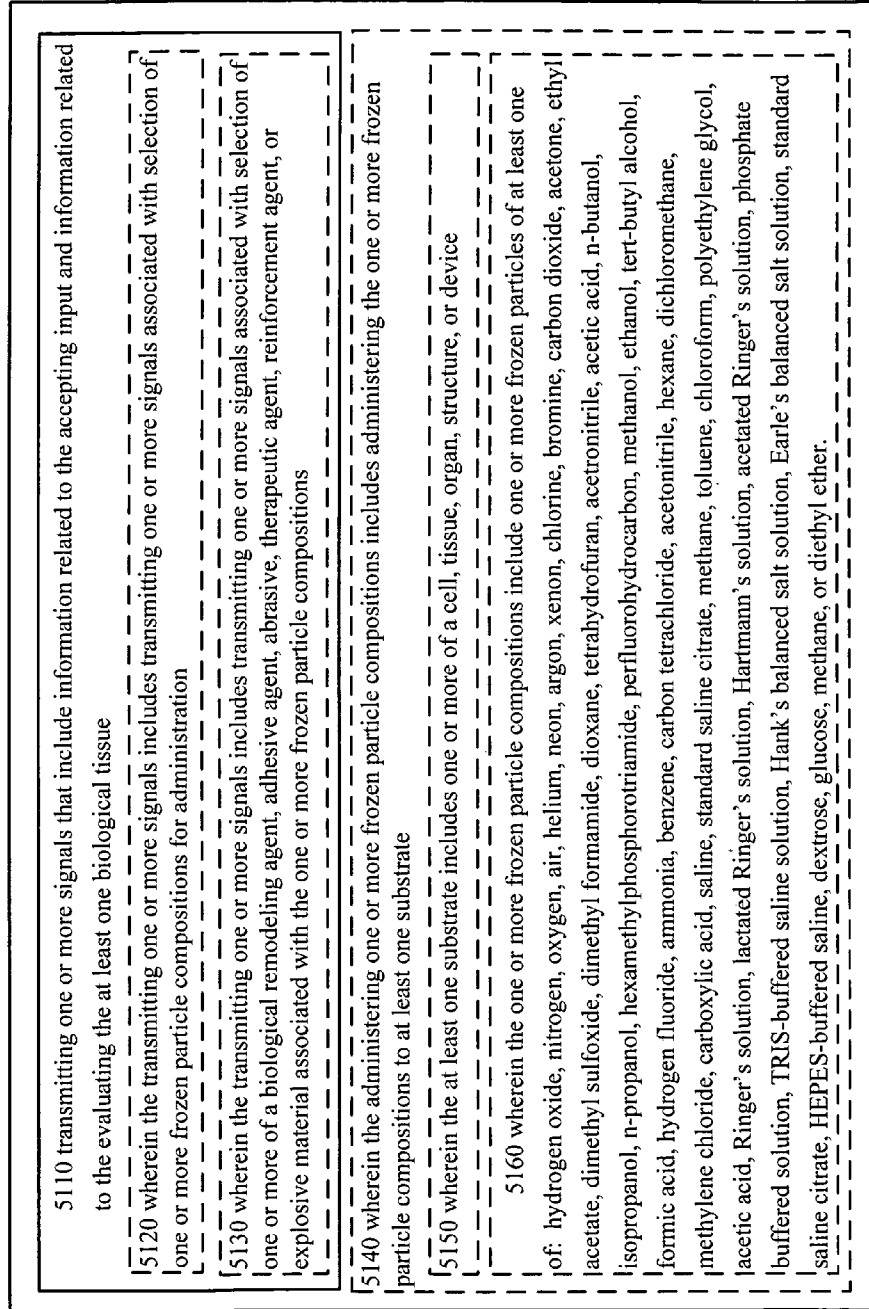 5110 transmitting one or more signals that include information related to the accepting input and information related
to the evaluating the at least one biological tissue
5120 wherein the transmitting one or more signals includes transmitting one or more signals associated with selection of
one or more frozen particle compositions for administration
5130 wherein the transmitting one or more signals includes transmitting one or more signals associated with selection of
one or more of a biological remodeling agent, adhesive agent, abrasive, therapeutic agent, reinforcement agent, or
explosive material associated with the one or more frozen particle compositions
5140 wherein the administering one or more frozen particle compositions includes administering the one or more frozen
particle compositions to at least one substrate
5150 wherein the at least one substrate includes one or more of a cell, tissue, organ, structure, or device
5160 wherein the one or more frozen particle compositions include one or more frozen particles of at least one
of: hydrogen oxide, nitrogen, oxygen, air, helium, neon, argon, xenon, chlorine, bromine, carbon dioxide, acetone, ethyl
acetate, dimethyl sulfoxide, dimethyl formamide, dioxane, tetrahydrofuran, acetronitrile, acetic acid, n-butanol,
isopropanol, n-propanol, hexamethylphosphorotriamide, perfluorohydrocarbon, methanol, ethanol, tert-butyl alcohol,
formic acid, hydrogen fluoride, ammonia, benzene, carbon tetrachloride, acetonitrile, hexane, dichloromethane,
methylene chloride, carboxylic acid, saline, standard saline citrate, methane, toluene, chloroform, polyethylene glycol,
acetic acid, Ringer's solution, lactated Ringer's solution, Hartmann's solution, acetated Ringer's solution, phosphate
buffered solution, TRIS-buffered saline solution, Hank's balanced salt solution, Earle's balanced salt solution, standard
saline citrate, HEPES-buffered saline, dextrose, glucose, methane, or diethyl ether.